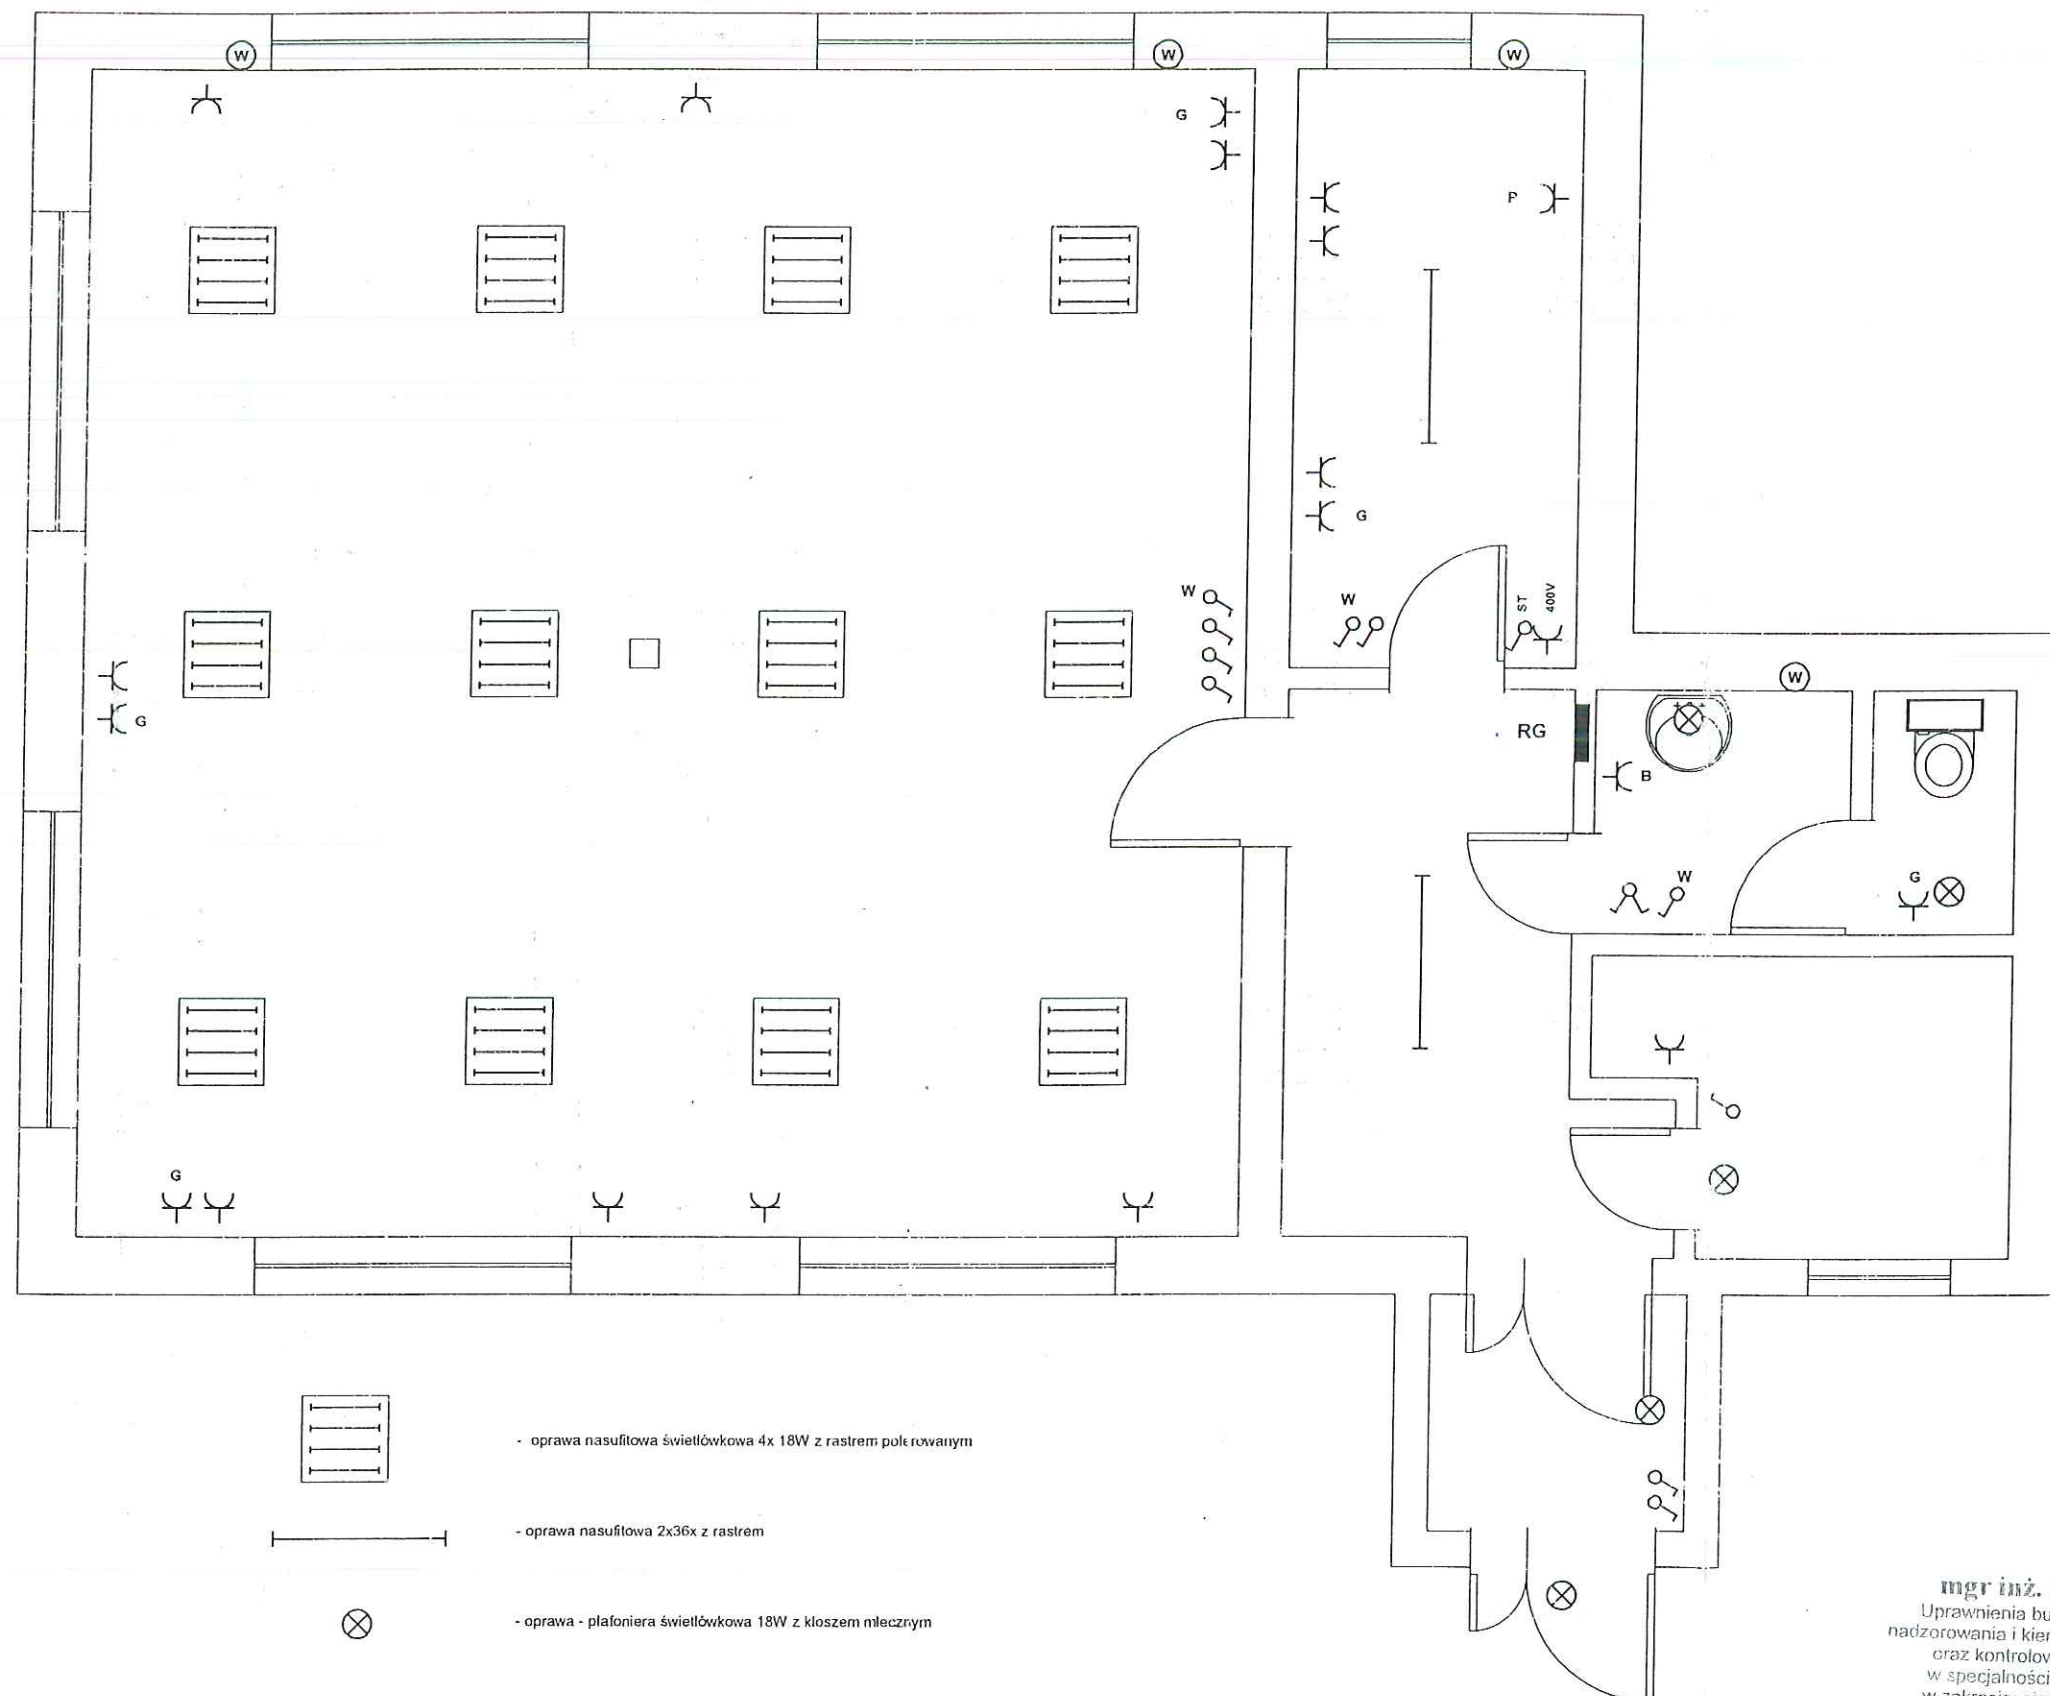 W W W
G
P
G
W
W
ST
400V
W
G
RG
B
W
G
G
- oprawa nasufitowa świetlówkowa 4x 18W z rastrem polerowanym
- oprawa nasufitowa 2x36x z rastrem
- oprawa - plafoniera świetlówkowa 18W z kloszem mlecznym
mgr inż.
Uprawnienia bu
nadzorowania i kier
oraz kontrolow
w specjalności